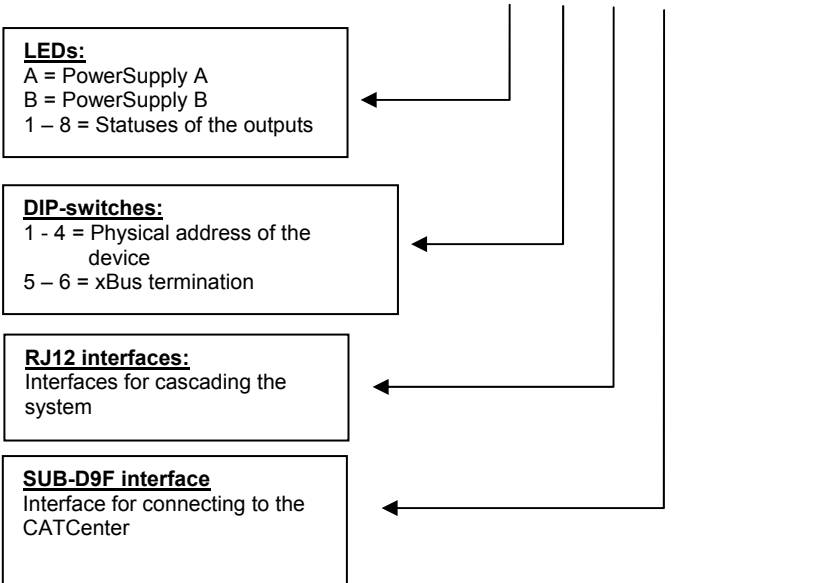 LEDs:
A = PowerSupply A
B = PowerSupply B
1 – 8 = Statuses of the outputs
DIP-switches:
1 - 4 = Physical address of the
device
5 – 6 = xBus termination
RJ12 interfaces:
Interfaces for cascading the
system
SUB-D9F interface
Interface for connecting to the
CATCenter